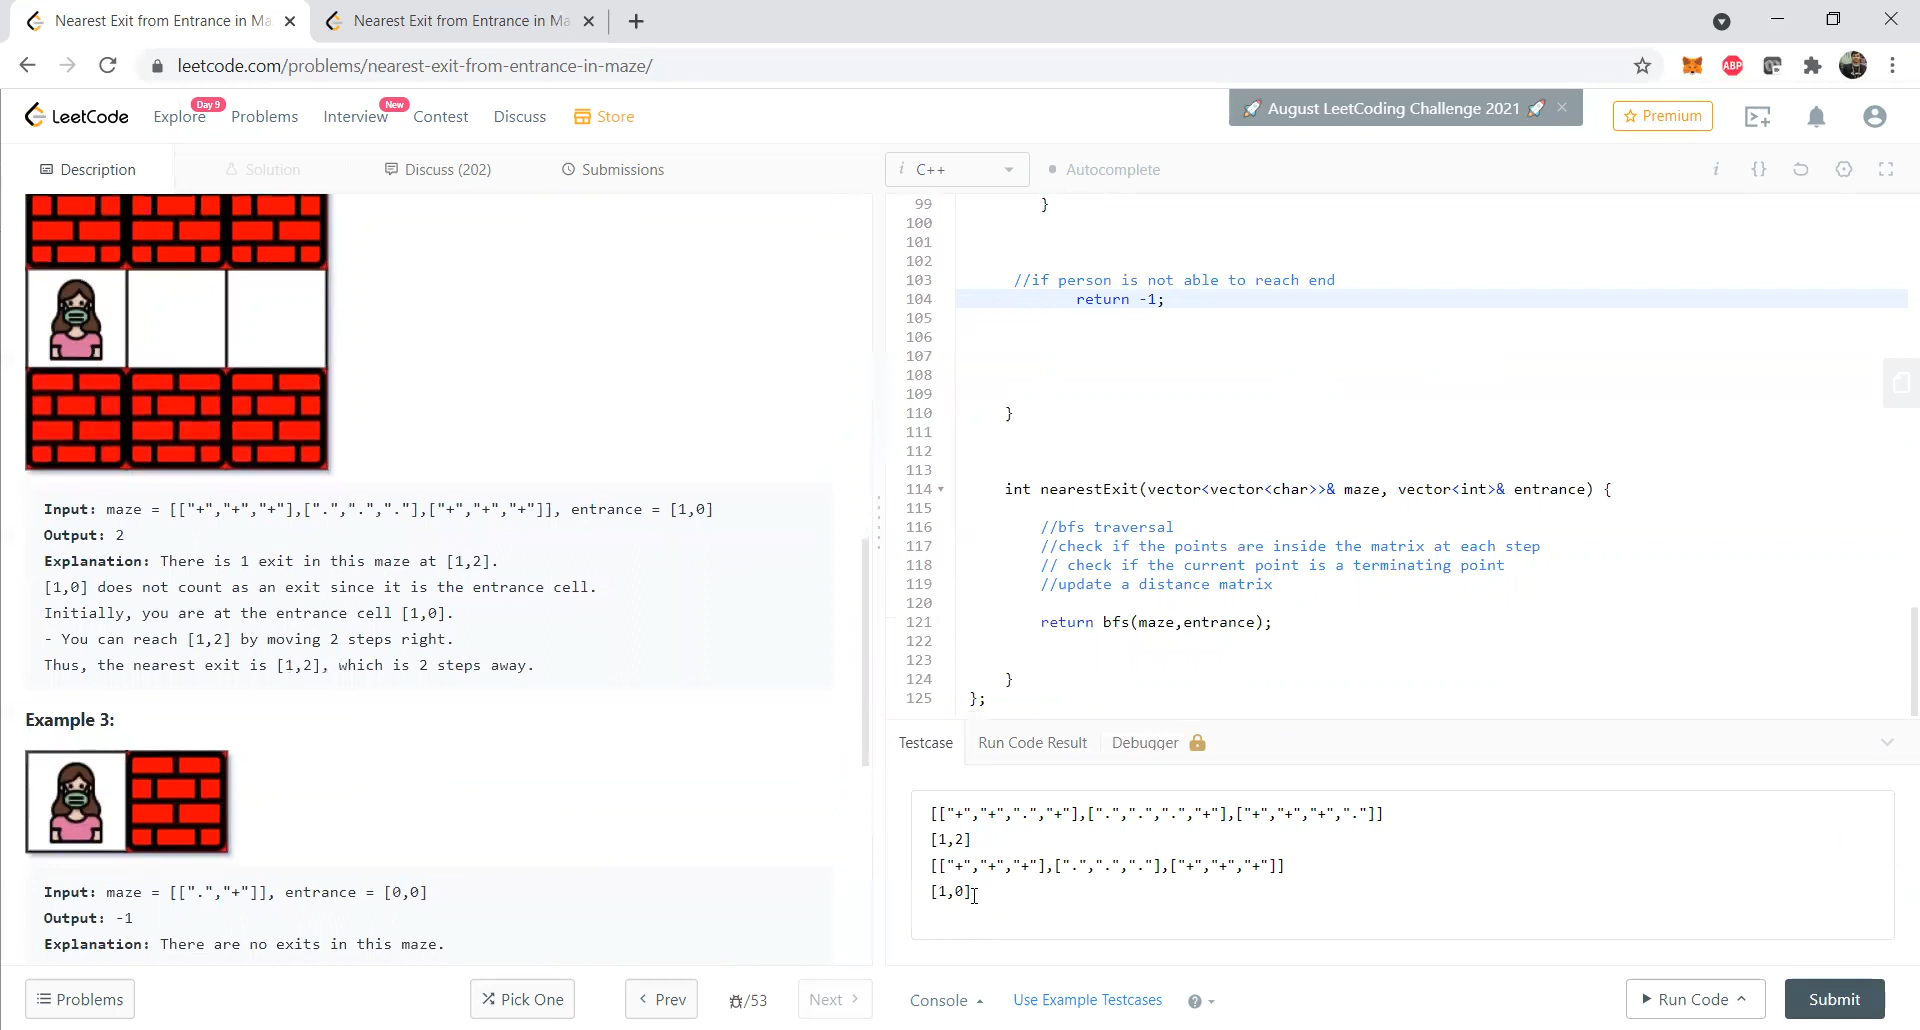 Nearest Exit from Entrance in Ma
Nearest Exit from Entrance in Ma
leetcode.com/problems/nearest-exit-from-entrance-in-maze/
ABP
LeetCode
Explore
Day 9
Problems
Interview
New
Contest
Discuss
Store
🚀 August LeetCoding Challenge 2021 🚀
Premium
Description
Solution
Discuss (202)
Submissions
i C++
Autocomplete
Input: maze = [["+","+","+"],[".",".","."],["+","+","+"]], entrance = [1,0]
Output: 2
Explanation: There is 1 exit in this maze at [1,2].
[1,0] does not count as an exit since it is the entrance cell.
Initially, you are at the entrance cell [1,0].
- You can reach [1,2] by moving 2 steps right.
Thus, the nearest exit is [1,2], which is 2 steps away.
Example 3:
Input: maze = [[".","+"]], entrance = [0,0]
Output: -1
Explanation: There are no exits in this maze.
99 }
100
101
102
103 //if person is not able to reach end
104 return -1;
105
106
107
108
109
110 }
111
112
113
114 int nearestExit(vector<vector<char>>& maze, vector<int>& entrance) {
115
116 //bfs traversal
117 //check if the points are inside the matrix at each step
118 // check if the current point is a terminating point
119 //update a distance matrix
120
121 return bfs(maze,entrance);
122
123
124 }
125 };
Testcase
Run Code Result
Debugger
[["+","+",".","+"],[".",".",".","+"],["+","+","+","."]]
[1,2]
[["+","+","+"],[".",".","."],["+","+","+"]]
[1,0]
Problems
Pick One
Prev
/53
Next
Console
Use Example Testcases
Run Code
Submit